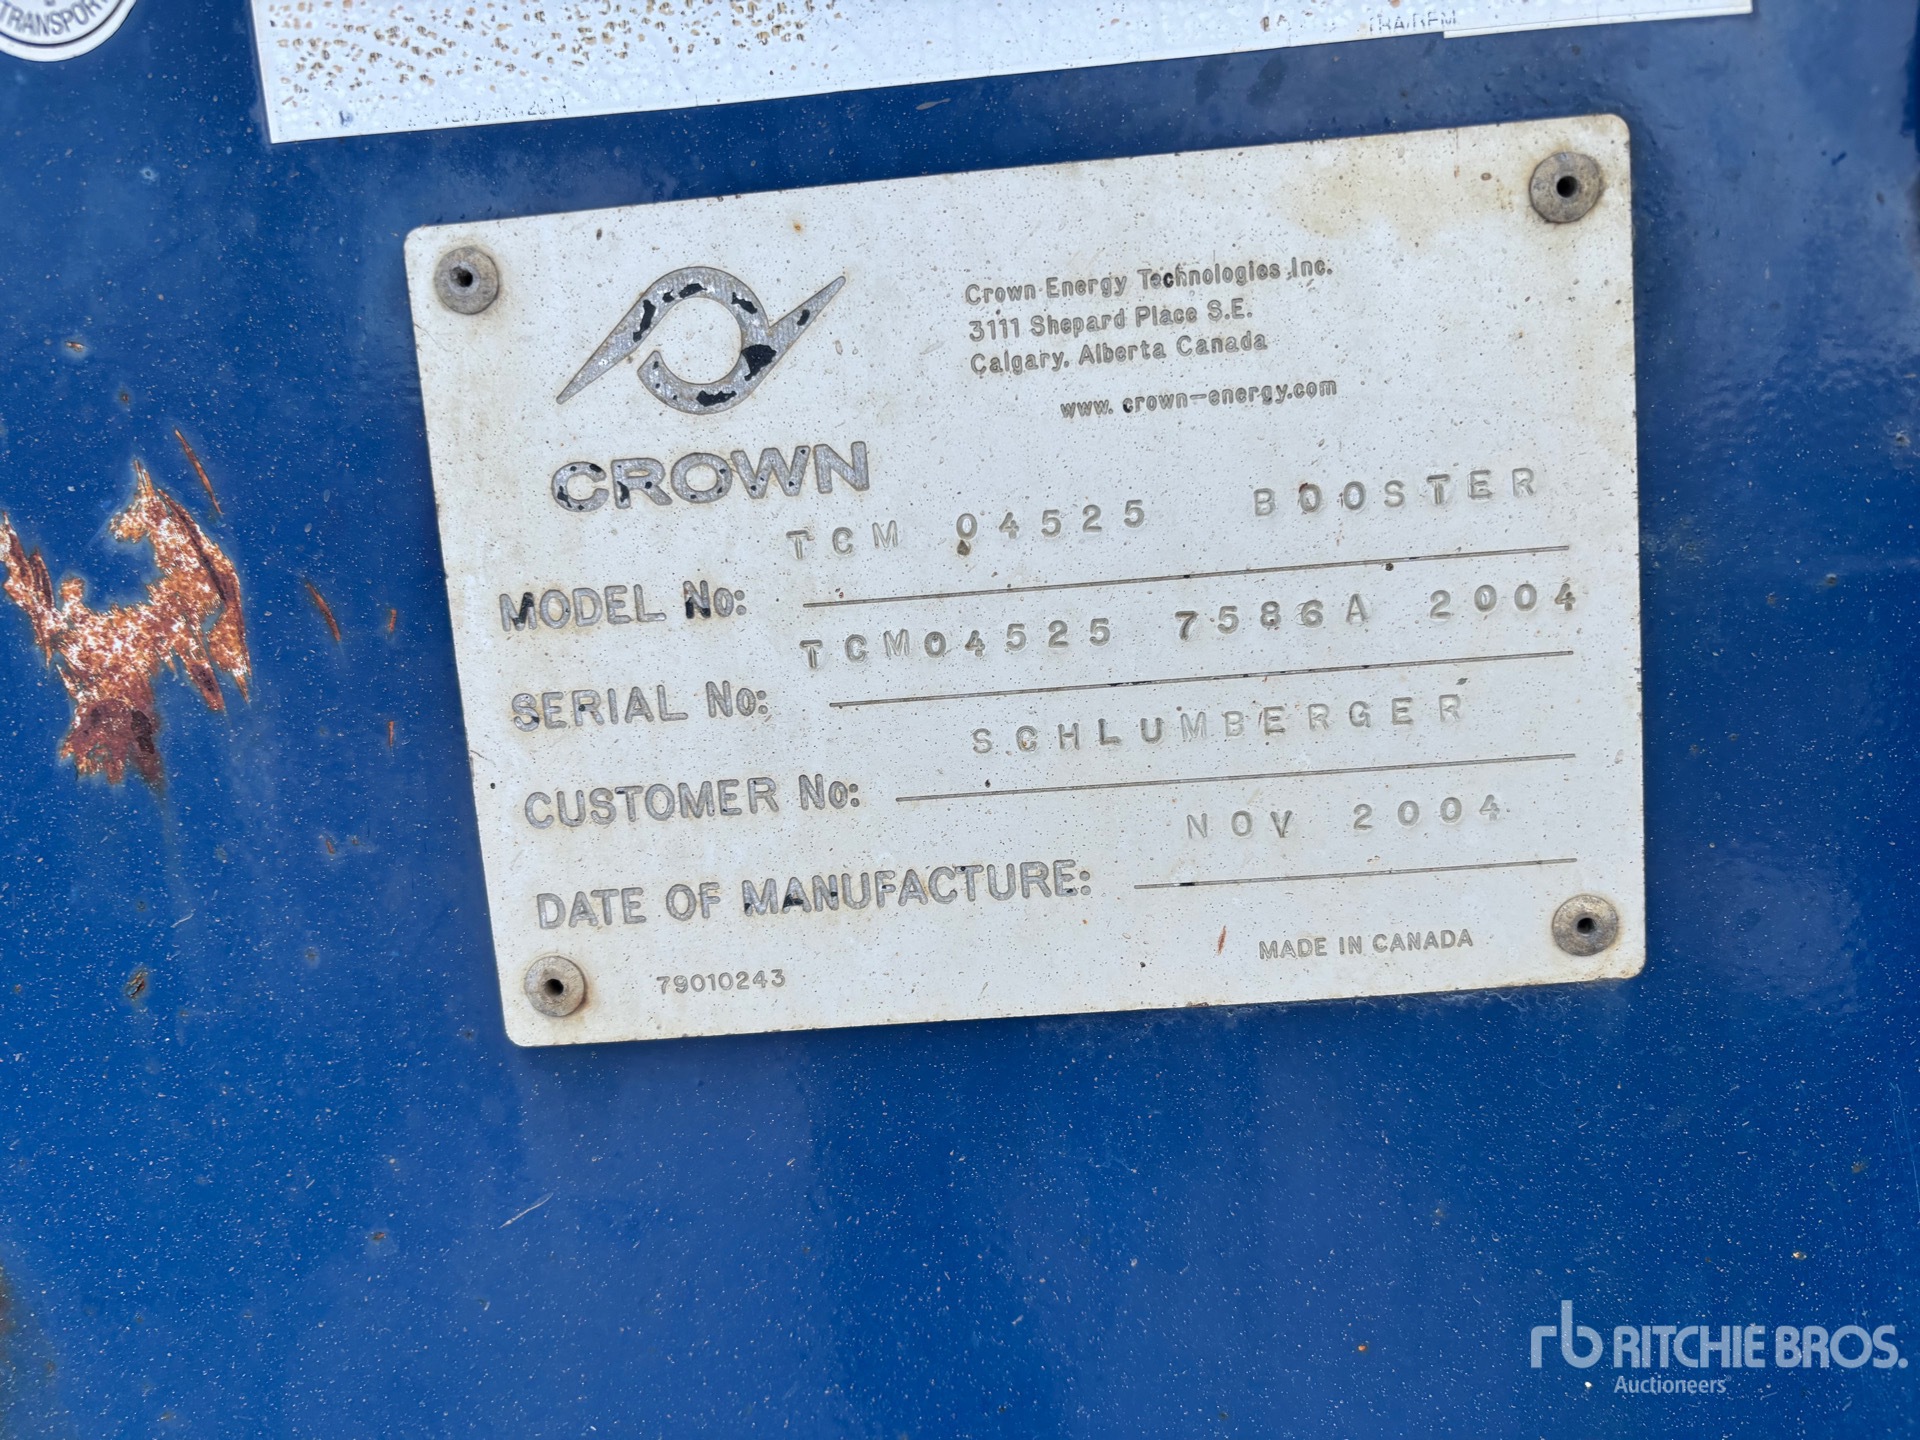 TRANSPORT
Crown Energy Technologies Inc.
3111 Shepard Place S.E.
Calgary, Alberta Canada
www.crown-energy.com
CROWN
MODEL No: TCM 04525 BOOSTER
SERIAL No: TCM04525 7586A 2004
CUSTOMER No: SCHLUMBERGER
DATE OF MANUFACTURE: NOV 2004
79010243
MADE IN CANADA
rb RITCHIE BROS.
Auctioneers